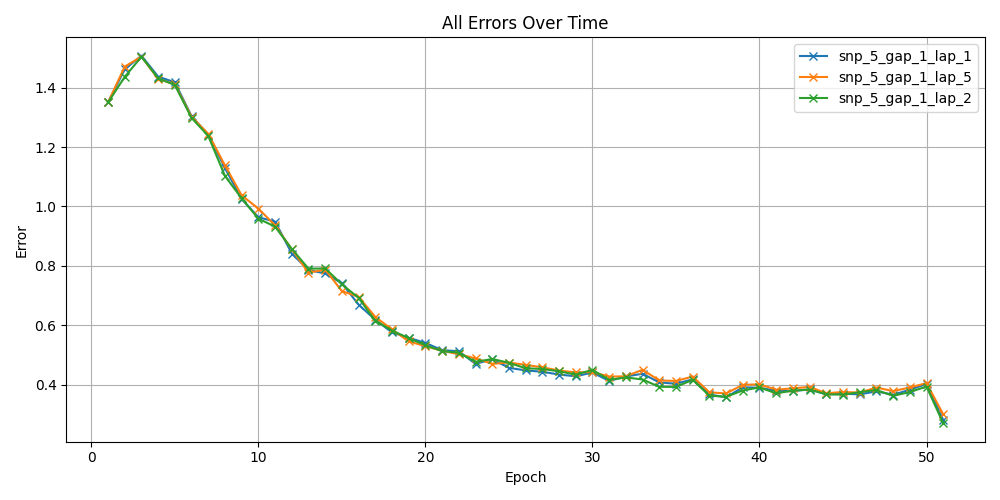 All Errors Over Time
snp_5_gap_1_lap_1
snp_5_gap_1_lap_5
snp_5_gap_1_lap_2
Error
1.4
1.2
1.0
0.8
0.6
0.4
0 10 20 30 40 50
Epoch